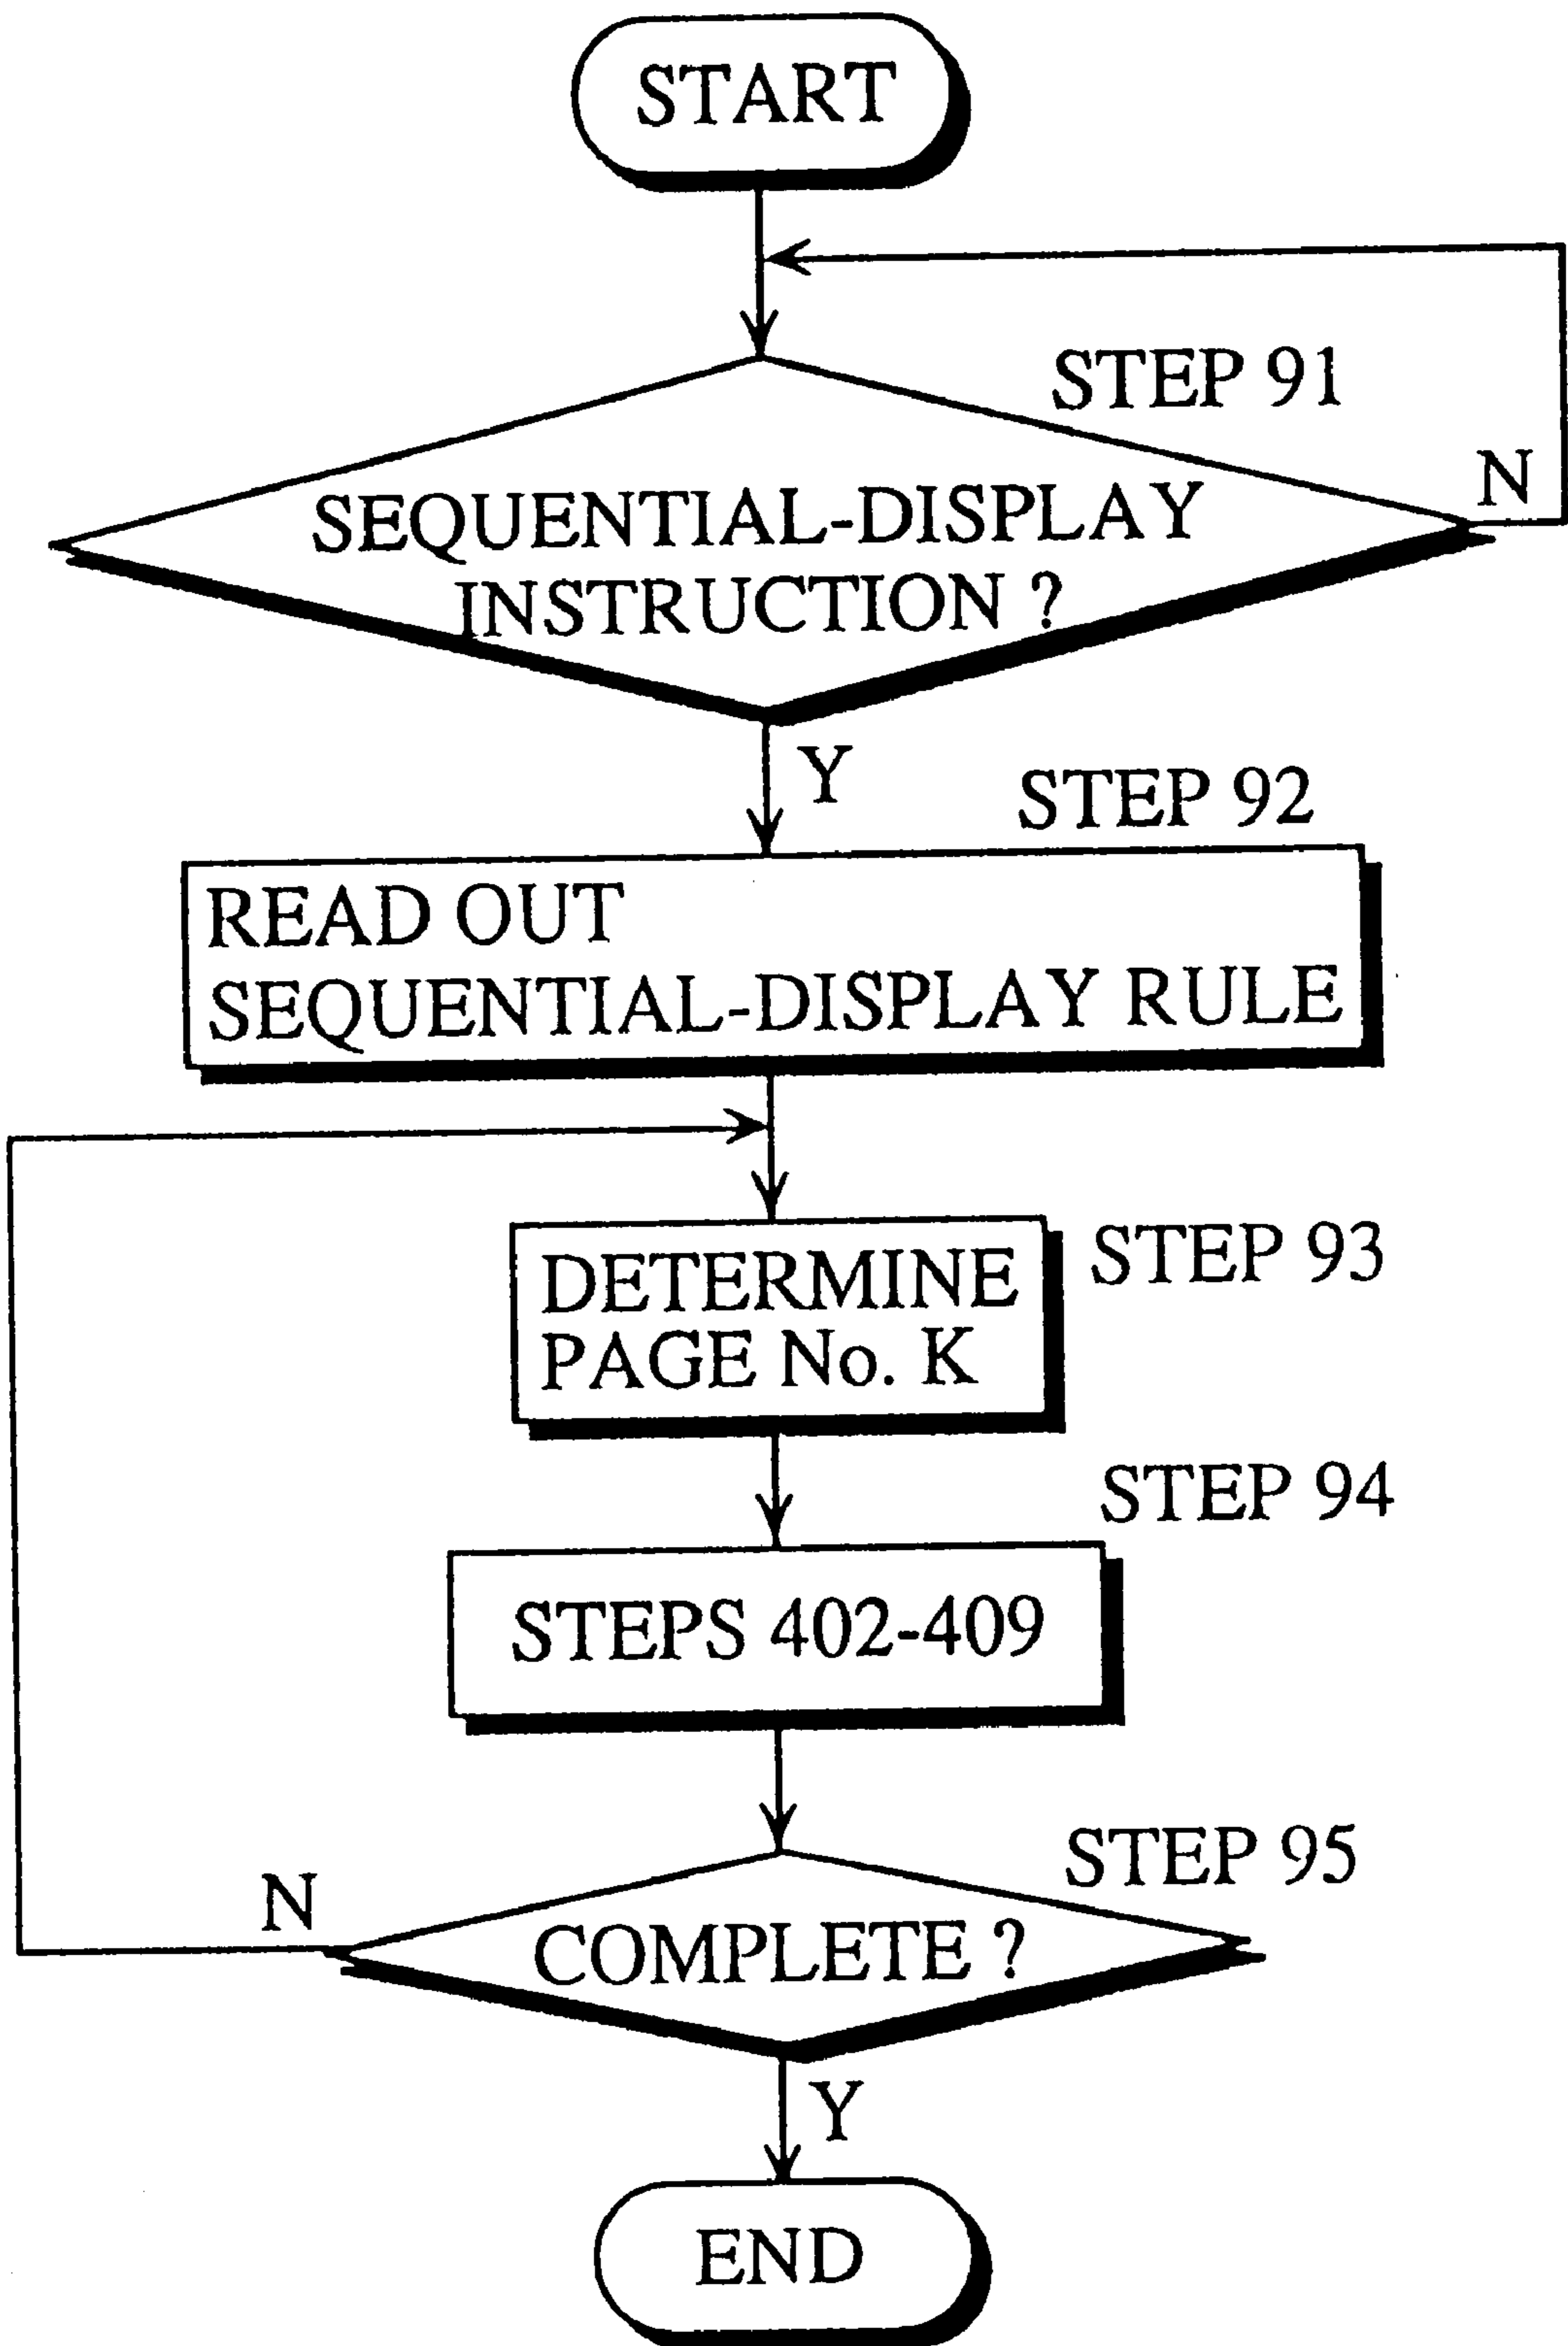 START
STEP 91
N
SEQUENTIAL-DISPLAY
INSTRUCTION ?
Y
STEP 92
READ OUT
SEQUENTIAL-DISPLAY RULE
STEP 93
DETERMINE
PAGE No. K
STEP 94
STEPS 402-409
STEP 95
N
COMPLETE ?
Y
END